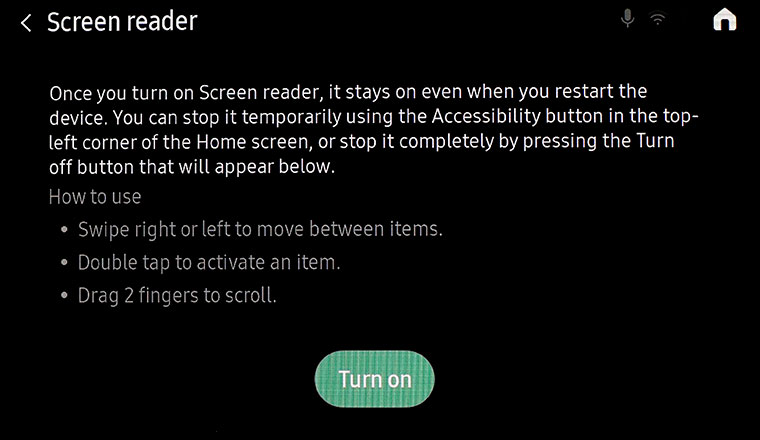 Screen reader
Once you turn on Screen reader, it stays on even when you restart the
device. You can stop it temporarily using the Accessibility button in the top-
left corner of the Home screen, or stop it completely by pressing the Turn
off button that will appear below.
How to use
• Swipe right or left to move between items.
• Double tap to activate an item.
• Drag 2 fingers to scroll.
Turn on